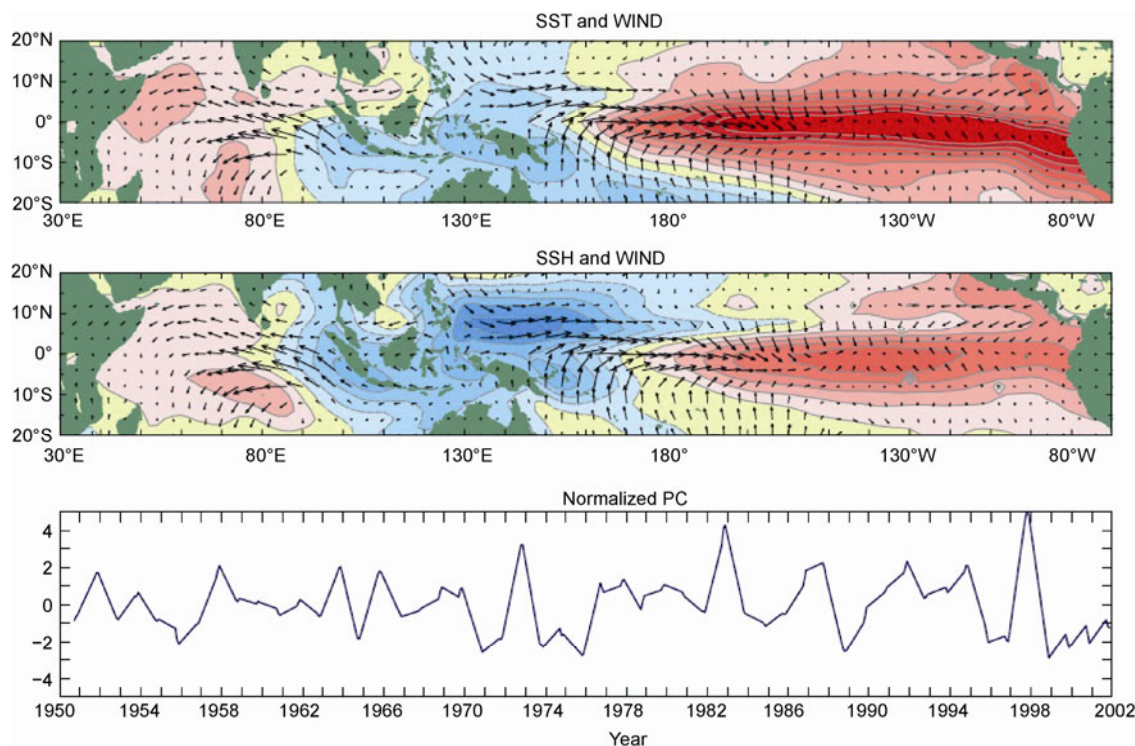 SST and WIND
20°N
10°N
0°
10°S
20°S
30°E 80°E 130°E 180° 130°W 80°W
SSH and WIND
20°N
10°N
0°
10°S
20°S
30°E 80°E 130°E 180° 130°W 80°W
Normalized PC
4
2
0
−2
−4
1950 1954 1958 1962 1966 1970 1974 1978 1982 1986 1990 1994 1998 2002
Year